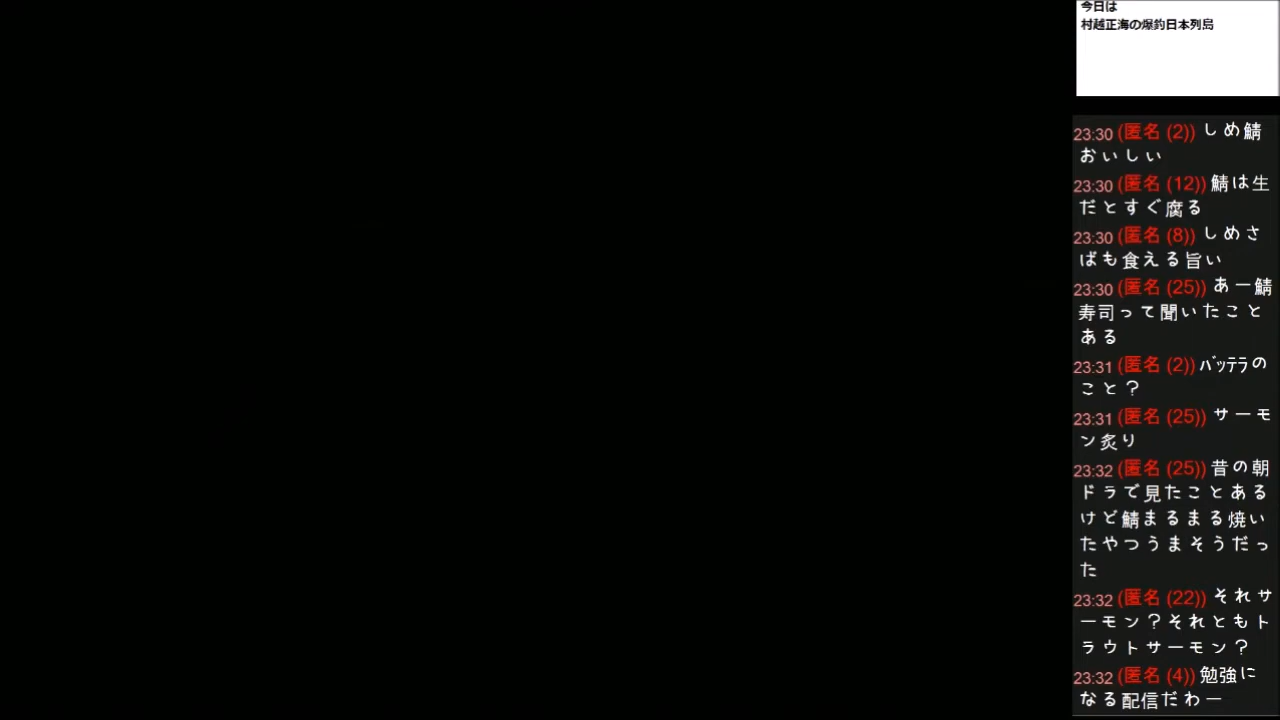 今日は
村越正海の爆釣日本列島
23:30 (匿名 (2)) しめ鯖
おいしい
23:30 (匿名 (12)) 鯖は生
だとすぐ腐る
23:30 (匿名 (8)) しめさ
ばも食える旨い
23:30 (匿名 (25)) あー鯖
寿司って聞いたこと
ある
23:31 (匿名 (2)) バッテラの
こと？
23:31 (匿名 (25)) サーモ
ン炙り
23:32 (匿名 (25)) 昔の朝
ドラで見たことある
けど鯖まるまる焼い
たやつうまそうだっ
た
23:32 (匿名 (22)) それサ
ーモン？それともト
ラウトサーモン？
23:32 (匿名 (4)) 勉強に
なる配信だわー